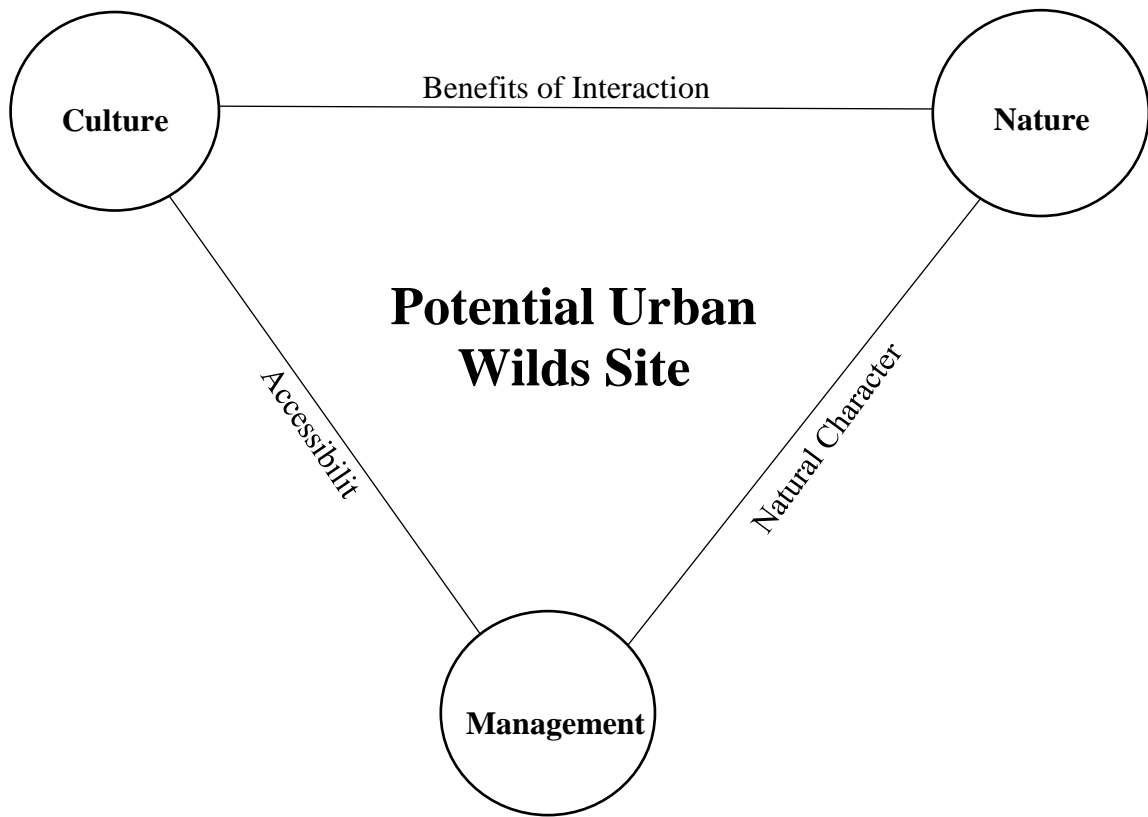 Benefits of Interaction
Culture
Nature
Potential Urban
Wilds Site
Accessibilit
Natural Character
Management